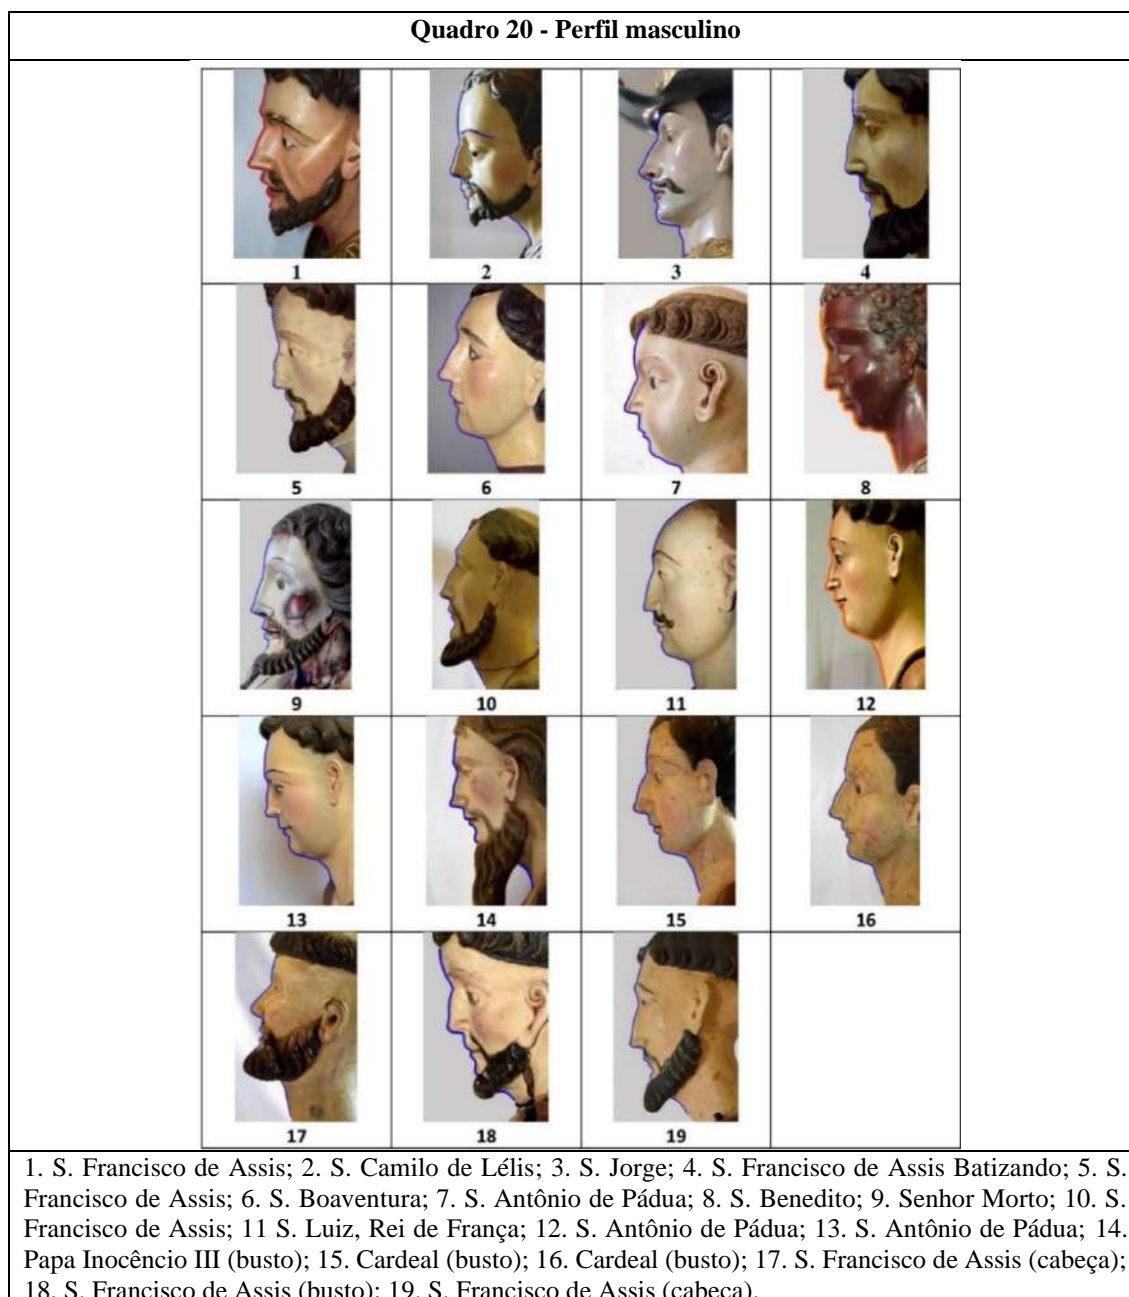 Quadro 20 - Perfil masculino
1 2 3 4
5 6 7 8
9 10 11 12
13 14 15 16
17 18 19
1. S. Francisco de Assis; 2. S. Camilo de Lélis; 3. S. Jorge; 4. S. Francisco de Assis Batizando; 5. S.
Francisco de Assis; 6. S. Boaventura; 7. S. Antônio de Pádua; 8. S. Benedito; 9. Senhor Morto; 10. S.
Francisco de Assis; 11 S. Luiz, Rei de França; 12. S. Antônio de Pádua; 13. S. Antônio de Pádua; 14.
Papa Inocêncio III (busto); 15. Cardeal (busto); 16. Cardeal (busto); 17. S. Francisco de Assis (cabeça);
18. S. Francisco de Assis (busto); 19. S. Francisco de Assis (cabeça).